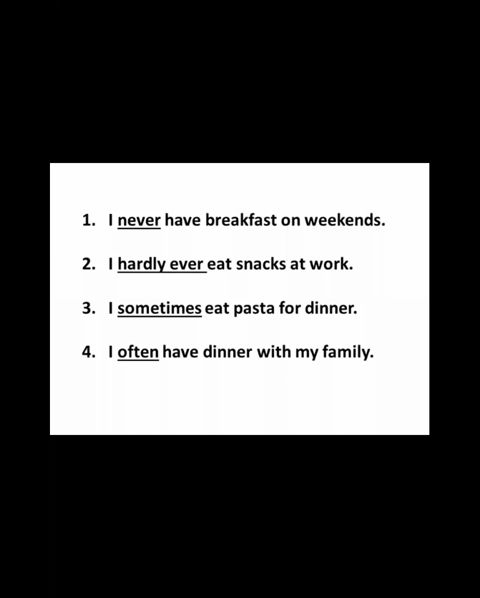 1. I never have breakfast on weekends.
2. I hardly ever eat snacks at work.
3. I sometimes eat pasta for dinner.
4. I often have dinner with my family.